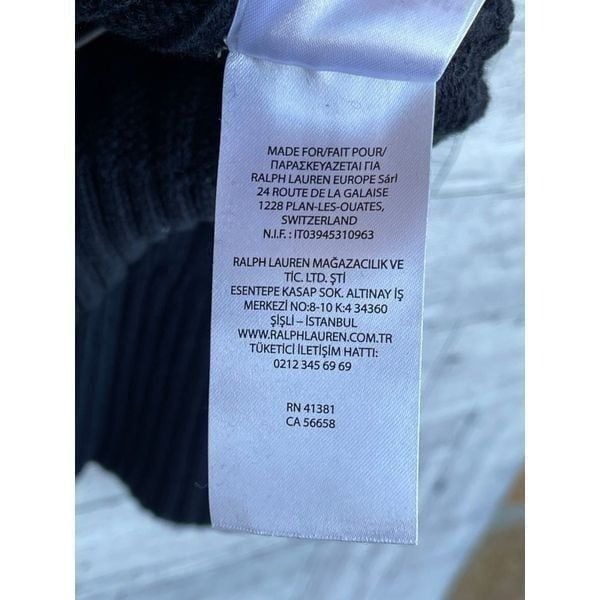 MADE FOR/FAIT POUR/
ΠΑΡΑΣΚΕΥΑΖΕΤΑΙ ΓΙΑ
RALPH LAUREN EUROPE Sárl
24 ROUTE DE LA GALAISE
1228 PLAN-LES-OUATES,
SWITZERLAND
N.I.F. : IT03945310963
RALPH LAUREN MAĞAZACILIK VE
TİC. LTD. ŞTİ
ESENTEPE KASAP SOK. ALTINAY İŞ
MERKEZİ NO:8-10 K:4 34360
ŞİŞLİ – İSTANBUL
WWW.RALPHLAUREN.COM.TR
TÜKETİCİ İLETİŞİM HATTI:
0212 345 69 69
RN 41381
CA 56658